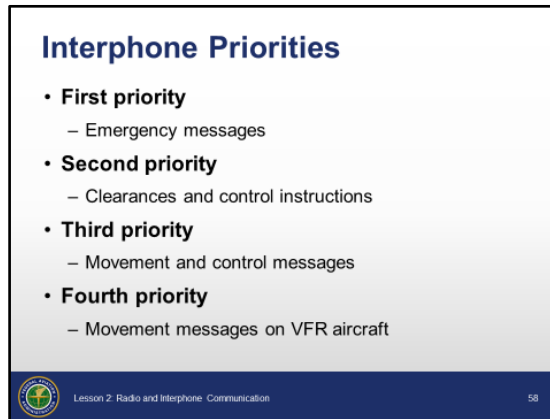 Interphone Priorities
• First priority
– Emergency messages
• Second priority
– Clearances and control instructions
• Third priority
– Movement and control messages
• Fourth priority
– Movement messages on VFR aircraft
Lesson 2: Radio and Interphone Communication
58